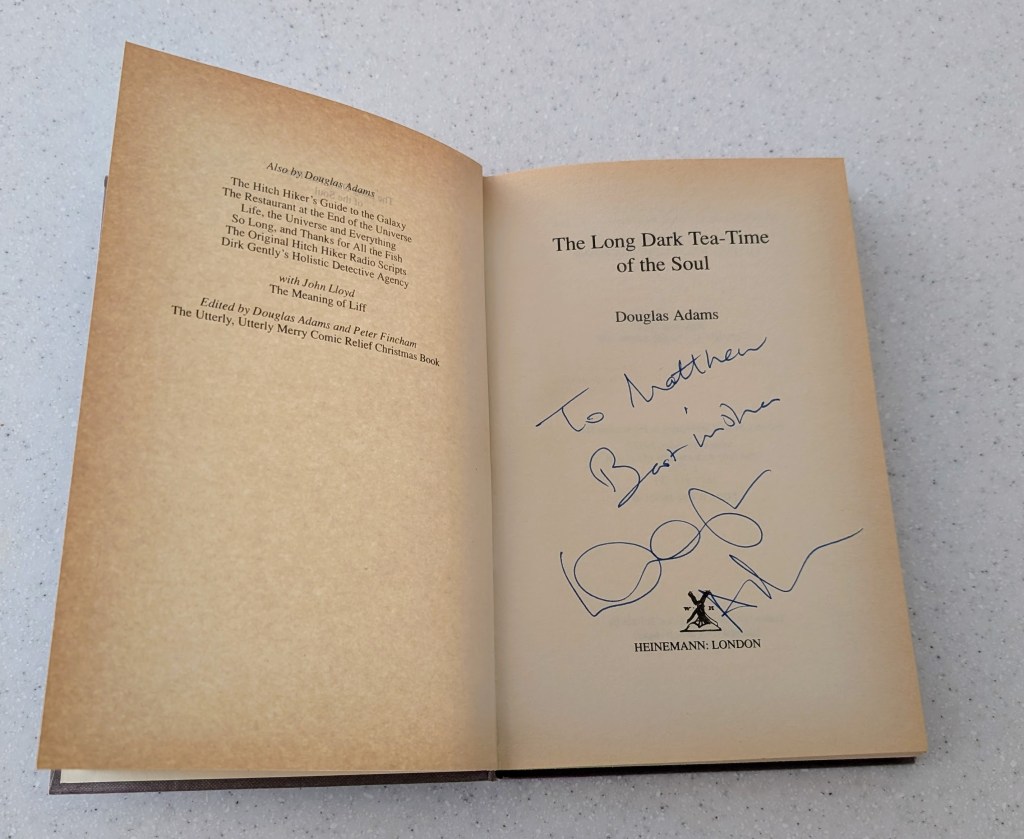 Also by Douglas Adams
The Hitch Hiker's Guide to the Galaxy
The Restaurant at the End of the Universe
Life, the Universe and Everything
So Long, and Thanks for All the Fish
The Original Hitch Hiker Radio Scripts
Dirk Gently's Holistic Detective Agency
with John Lloyd
The Meaning of Liff
Edited by Douglas Adams and Peter Fincham
The Utterly, Utterly Merry Comic Relief Christmas Book
The Long Dark Tea-Time
of the Soul
Douglas Adams
To Matthew
Best wishes
W H
HEINEMANN: LONDON